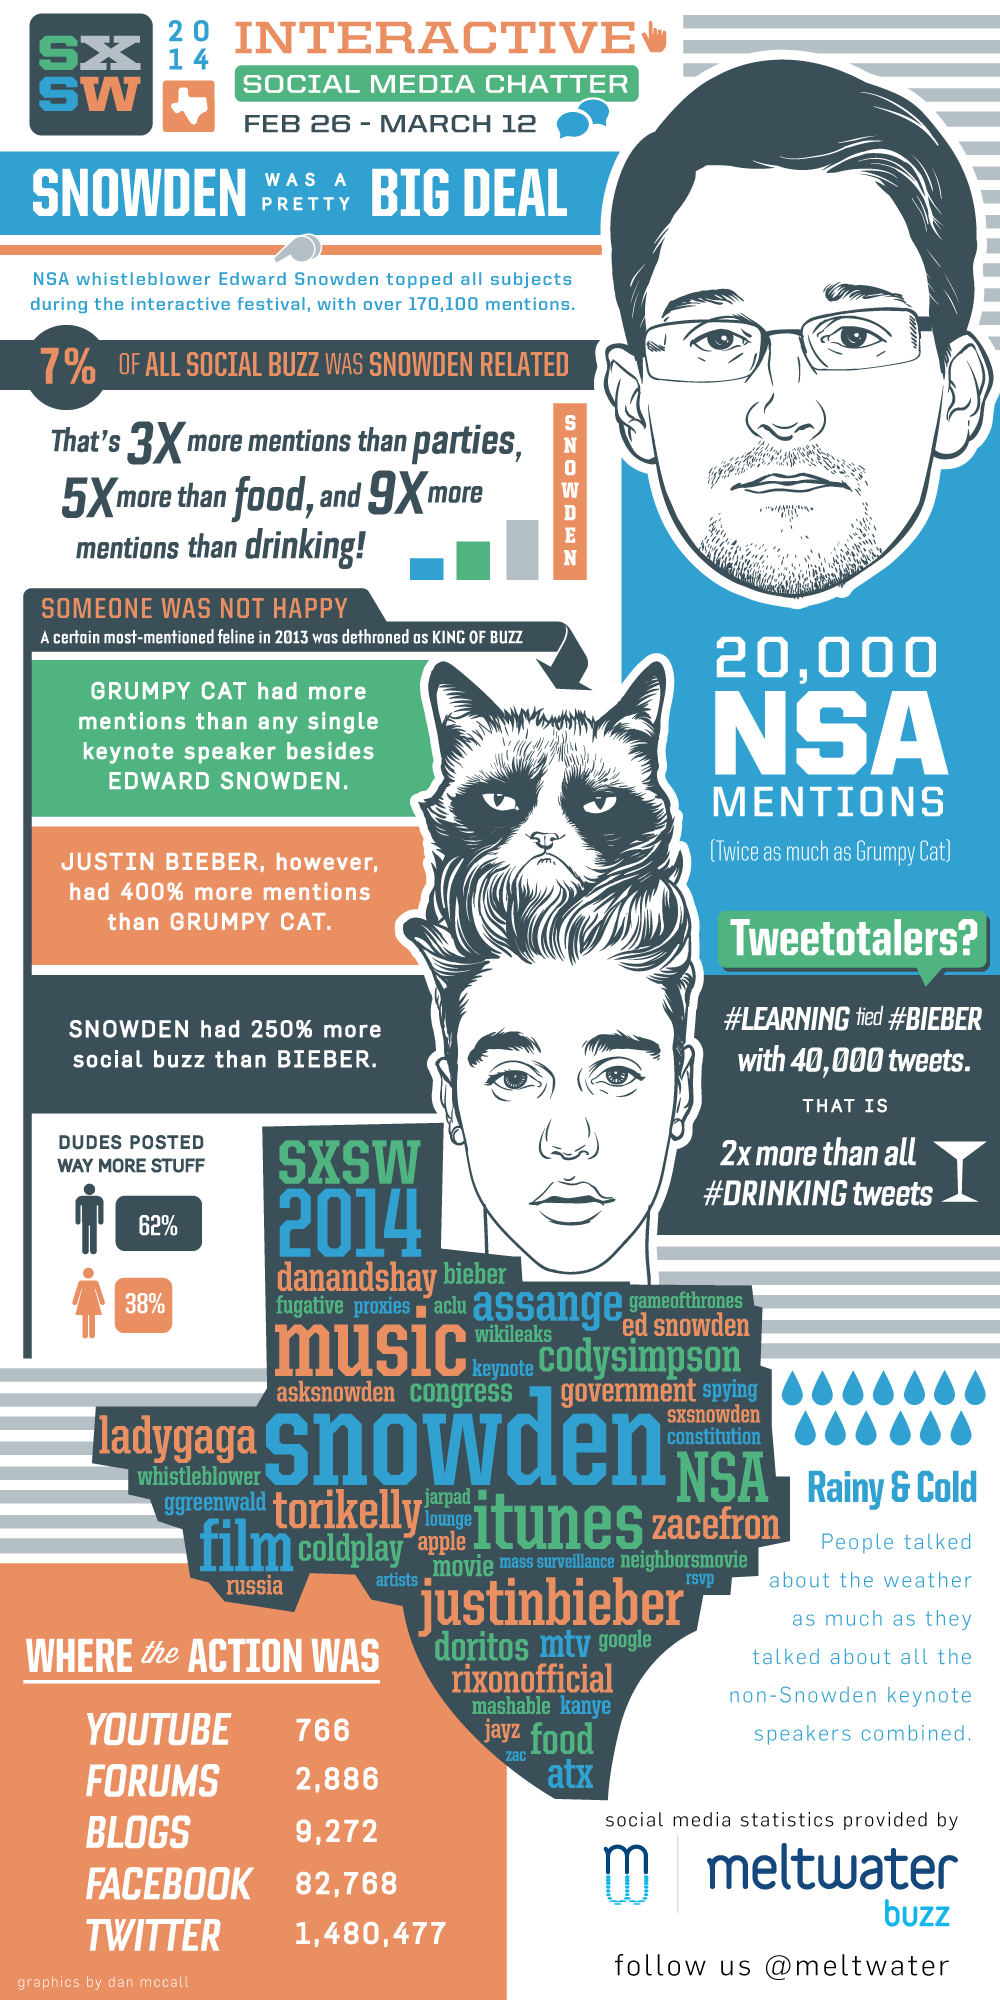 SX
SW
20
14
INTERACTIVE
SOCIAL MEDIA CHATTER
FEB 26 - MARCH 12
SNOWDEN WAS A PRETTY BIG DEAL
NSA whistleblower Edward Snowden topped all subjects
during the interactive festival, with over 170,100 mentions.
7% OF ALL SOCIAL BUZZ WAS SNOWDEN RELATED
That's 3X more mentions than parties,
5X more than food, and 9X more
mentions than drinking!
SNOWDEN
SOMEONE WAS NOT HAPPY
A certain most-mentioned feline in 2013 was dethroned as KING OF BUZZ
GRUMPY CAT had more
mentions than any single
keynote speaker besides
EDWARD SNOWDEN.
JUSTIN BIEBER, however,
had 400% more mentions
than GRUMPY CAT.
SNOWDEN had 250% more
social buzz than BIEBER.
20,000
NSA
MENTIONS
(Twice as much as Grumpy Cat)
Tweetotalers?
#LEARNING tied #BIEBER
with 40,000 tweets.
THAT IS
2x more than all
#DRINKING tweets
DUDES POSTED
WAY MORE STUFF
62%
38%
SXSW
2014
danandshay bieber
fugative proxies aclu assange gameofthrones
music wikileaks ed snowden
keynote codysimpson
asksnowden congress government spying
snowden sxsnowden
constitution
ladygaga
whistleblower NSA
ggreenwald torikelly jarpad
lounge itunes zacefron
film coldplay apple
movie mass surveillance neighborsmovie
russia artists rsvp
justinbieber
doritos mtv google
rixonofficial
mashable kanye
jayz food
zac
atx
Rainy & Cold
People talked
about the weather
as much as they
talked about all the
non-Snowden keynote
speakers combined.
WHERE the ACTION WAS
YOUTUBE 766
FORUMS 2,886
BLOGS 9,272
FACEBOOK 82,768
TWITTER 1,480,477
graphics by dan mccall
social media statistics provided by
m
meltwater
buzz
follow us @meltwater